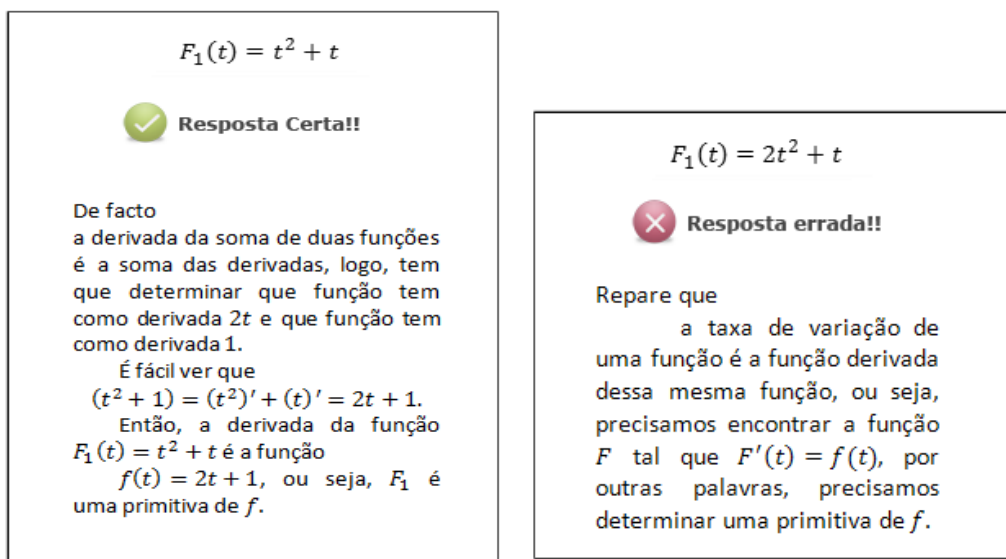 F₁(t) = t² + t
Resposta Certa!!
De facto
a derivada da soma de duas funções
é a soma das derivadas, logo, tem
que determinar que função tem
como derivada 2t e que função tem
como derivada 1.
É fácil ver que
(t² + 1) = (t²)′ + (t)′ = 2t + 1.
Então, a derivada da função
F₁(t) = t² + t é a função
f(t) = 2t + 1, ou seja, F₁ é
uma primitiva de f.
F₁(t) = 2t² + t
Resposta errada!!
Repare que
a taxa de variação de
uma função é a função derivada
dessa mesma função, ou seja,
precisamos encontrar a função
F tal que F′(t) = f(t), por
outras palavras, precisamos
determinar uma primitiva de f.